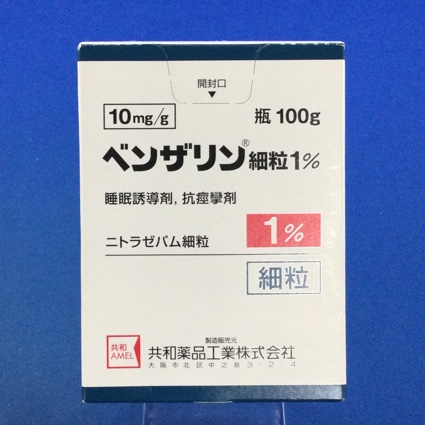 開封口
▼
10mg/g
瓶 100g
ベンザリン®細粒1%
睡眠誘導剤, 抗痙攣剤
ニトラゼパム細粒
1%
細粒
製造販売元
共和
AMEL
共和薬品工業株式会社
大阪市北区中之島3-2-4